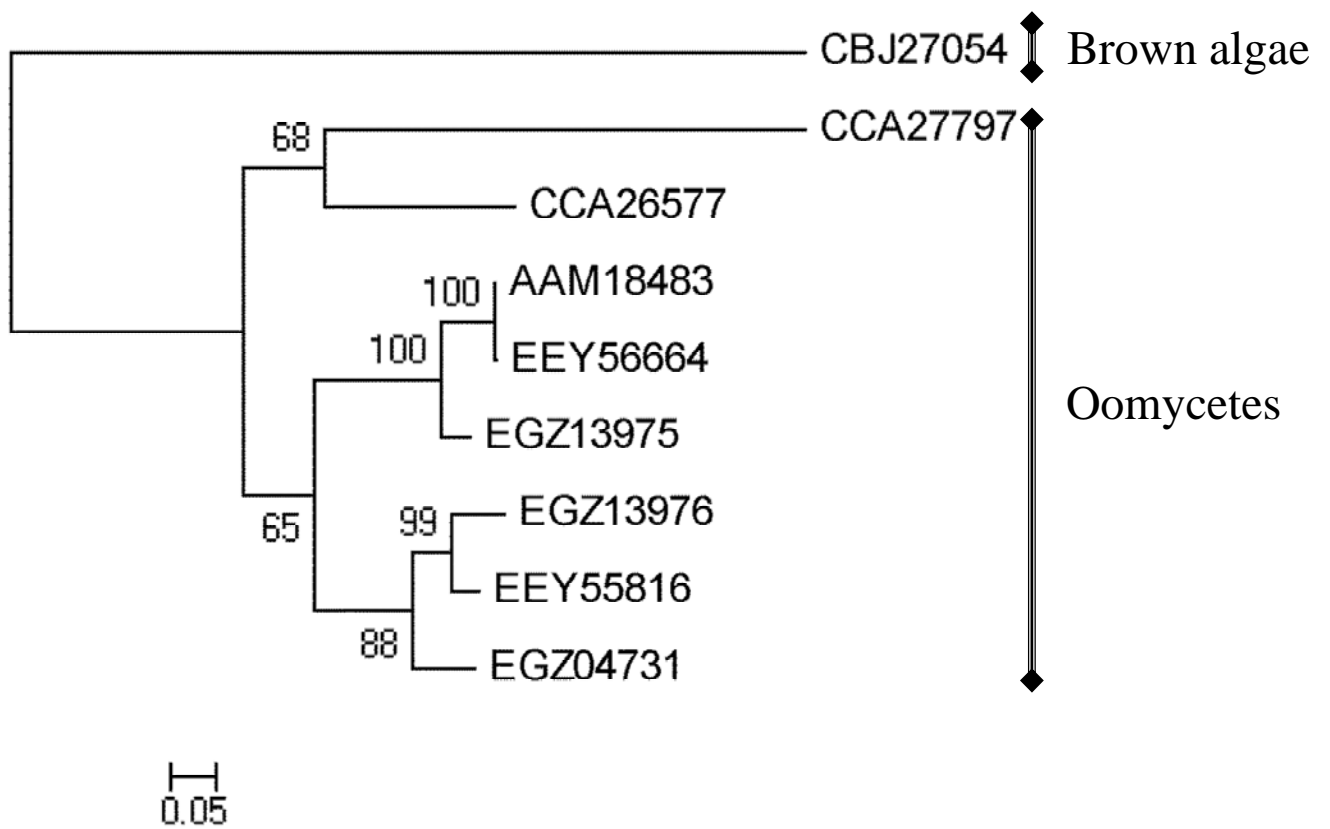 CBJ27054 Brown algae
CCA27797
68
CCA26577
AAM18483
100
EEY56664
100
Oomycetes
EGZ13975
EGZ13976
99
65
EEY55816
88
EGZ04731
0.05